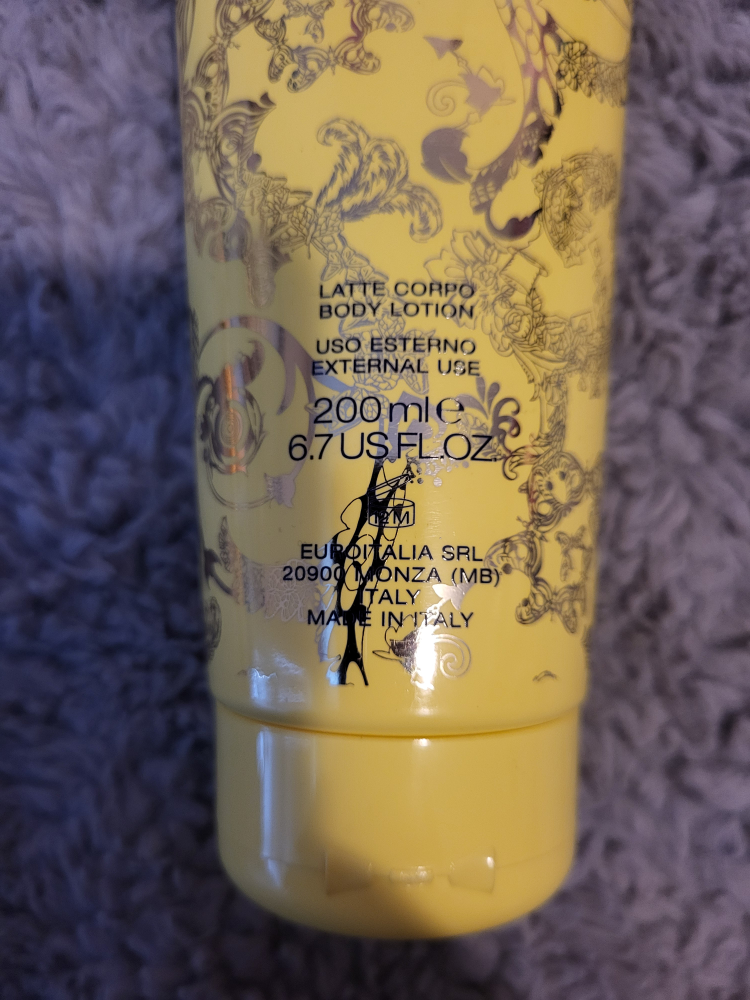 LATTE CORPO
BODY LOTION
USO ESTERNO
EXTERNAL USE
200 ml ℮
6.7 US FL.OZ.
12M
EUROITALIA SRL
20900 MONZA (MB)
ITALY
MADE IN ITALY